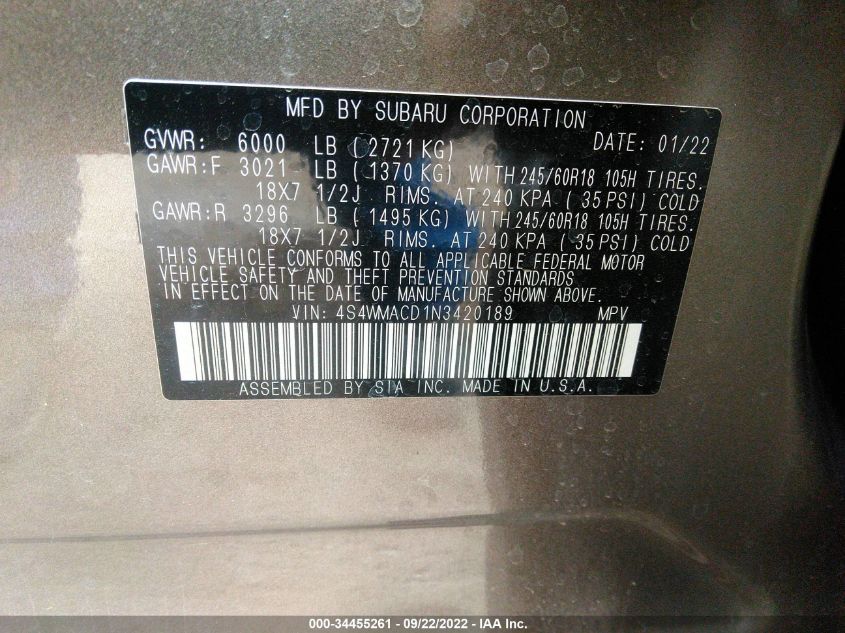 MFD BY SUBARU CORPORATION
GVWR: 6000 LB ( 2721 KG) DATE: 01/22
GAWR:F 3021 LB ( 1370 KG) WITH 245/60R18 105H TIRES.
18X7 1/2J RIMS. AT 240 KPA ( 35 PSI) COLD
GAWR:R 3296 LB ( 1495 KG) WITH 245/60R18 105H TIRES.
18X7 1/2J RIMS. AT 240 KPA ( 35 PSI) COLD
THIS VEHICLE CONFORMS TO ALL APPLICABLE FEDERAL MOTOR
VEHICLE SAFETY AND THEFT PREVENTION STANDARDS
IN EFFECT ON THE DATE OF MANUFACTURE SHOWN ABOVE.
VIN: 4S4WMACD1N3420189 MPV
ASSEMBLED BY SIA INC. MADE IN U.S.A.
000-34455261 - 09/22/2022 - IAA Inc.